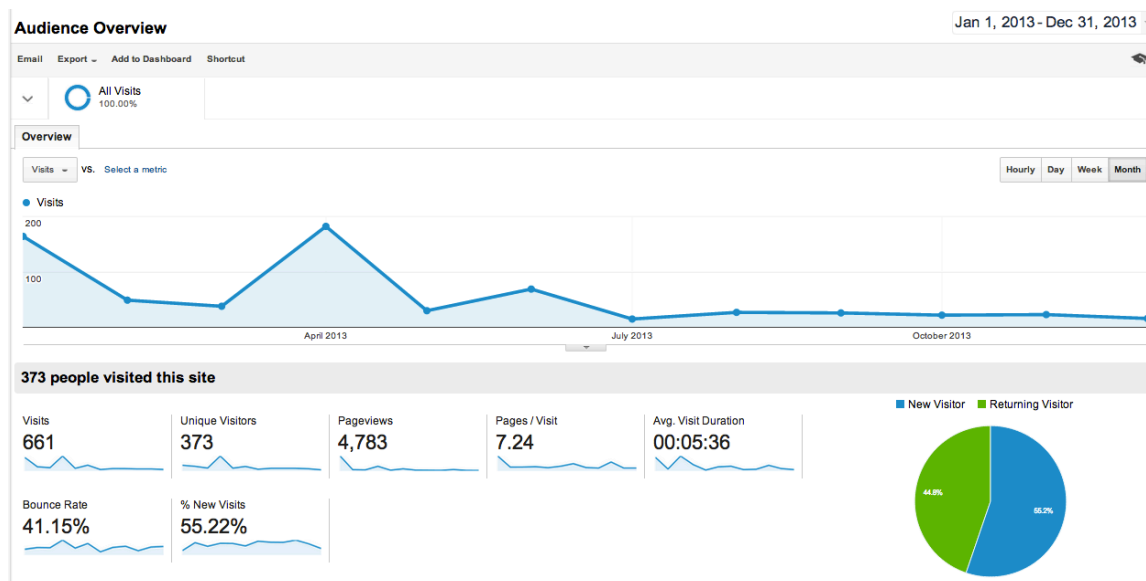 Audience Overview
Jan 1, 2013 - Dec 31, 2013
Email Export Add to Dashboard Shortcut
All Visits
100.00%
Overview
Visits VS. Select a metric
Hourly Day Week Month
Visits
200
100
April 2013 July 2013 October 2013
373 people visited this site
New Visitor Returning Visitor
Visits Unique Visitors Pageviews Pages / Visit Avg. Visit Duration
661 373 4,783 7.24 00:05:36
44.8% 55.2%
Bounce Rate % New Visits
41.15% 55.22%